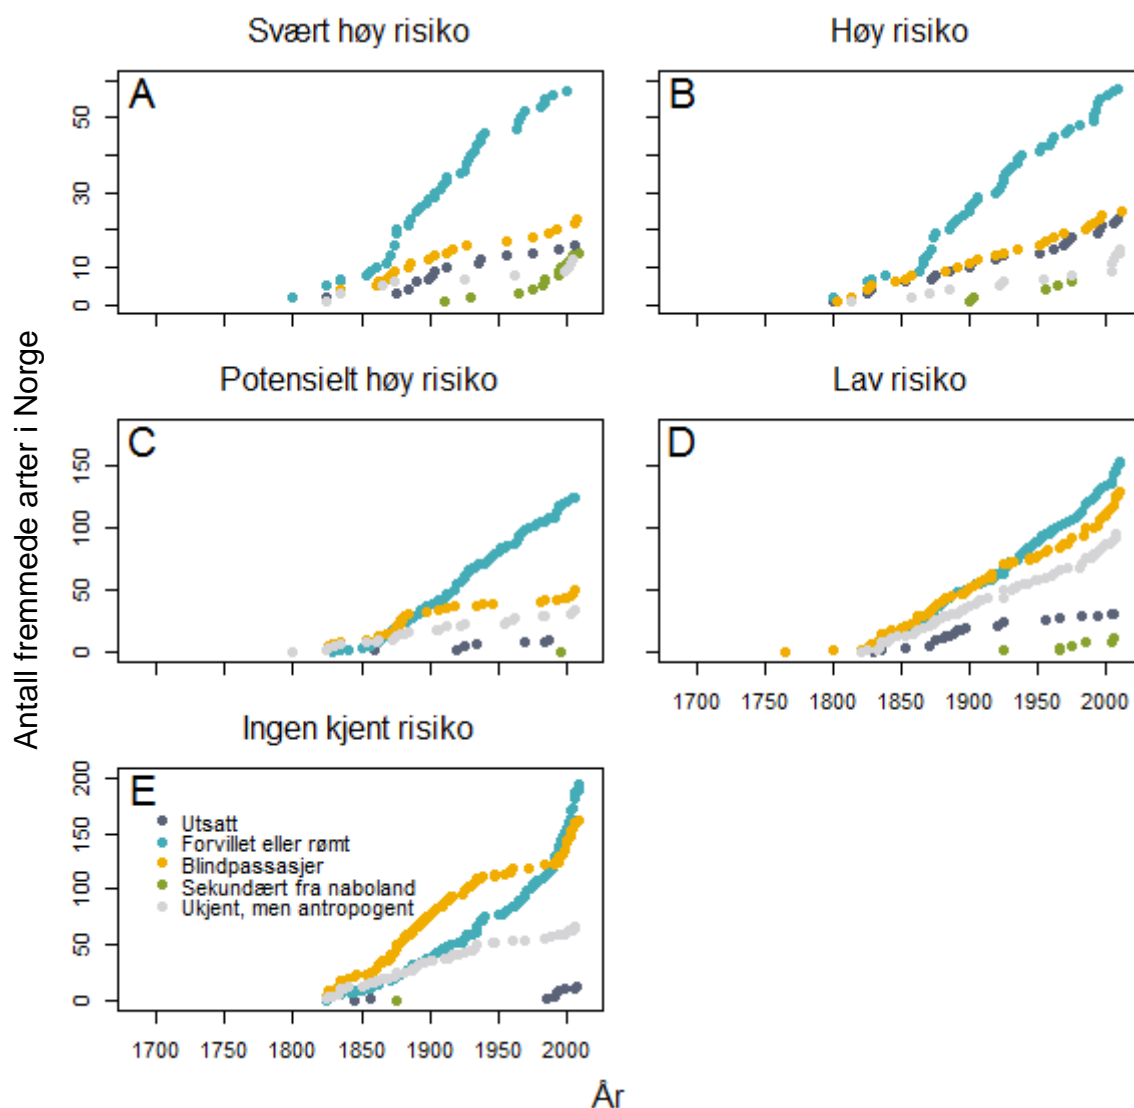 Svært høy risiko
Høy risiko
A
B
50
30
10
0
Potensielt høy risiko
Lav risiko
C
D
150
100
50
0
1700 1750 1800 1850 1900 1950 2000
Ingen kjent risiko
E
200
150
100
50
0
Utsatt
Forvillet eller rømt
Blindpassasjer
Sekundært fra naboland
Ukjent, men antropogent
1700 1750 1800 1850 1900 1950 2000
År
Antall fremmede arter i Norge